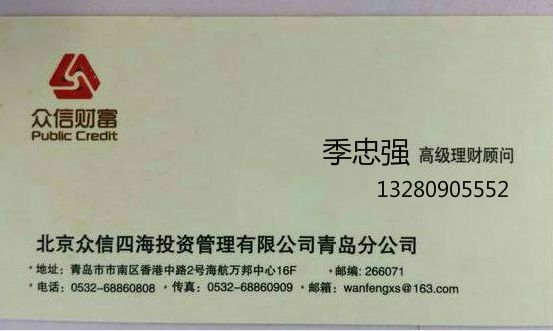 众信财富
Public Credit
季忠强 高级理财顾问
13280905552
北京众信四海投资管理有限公司青岛分公司
·地址：青岛市市南区香港中路2号海航万邦中心16F ·邮编：266071
·电话：0532-68860808 ·传真：0532-68860909 ·邮箱：wanfengxs@163.com